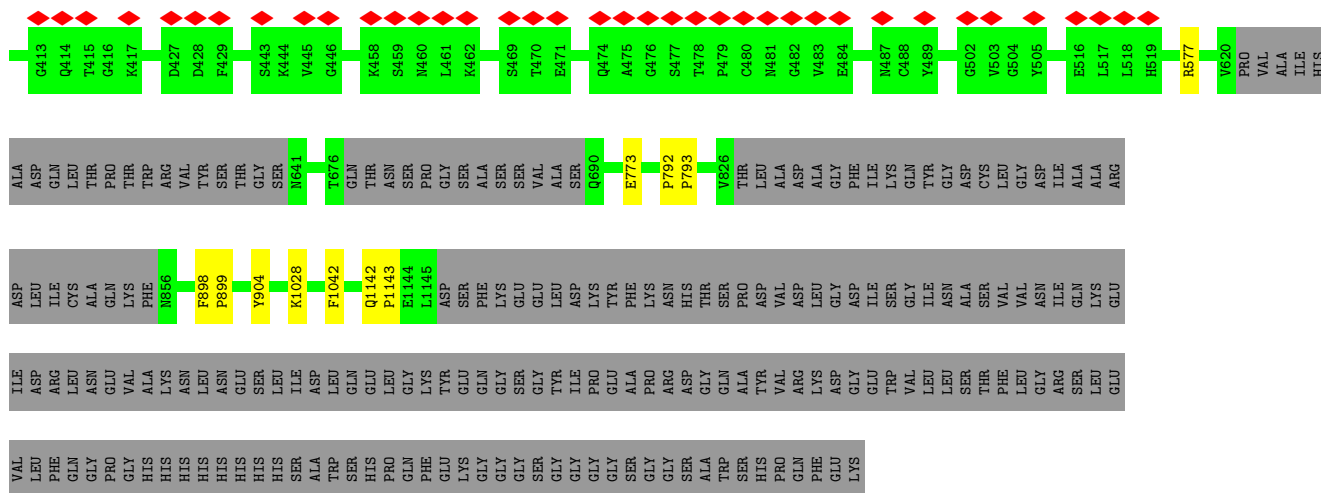 G413 Q414 T415 G416 K417 D427 D428 F429 S443 K444 V445 G446 K458 S459 N460 L461 K462 S469 T470 E471 Q474 A475 G476 S477 T478 P479 C480 N481 G482 V483 E484 N487 C488 Y489 G502 V503 G504 Y505 E516 L517 L518 H519 R577 V620 PRO VAL ALA ILE HIS
ALA ASP GLN LEU THR PRO THR TRP ARG VAL TYR SER THR GLY SER N641 T676 GLN THR ASN SER PRO GLY SER ALA SER SER VAL ALA SER Q690 E773 P792 P793 V826 THR LEU ALA ASP ALA GLY PHE ILE LYS GLN TYR GLY ASP CYS LEU GLY ASP ILE ALA ALA ARG
ASP LEU ILE CYS ALA GLN LYS PHE N856 F898 P899 Y904 K1028 F1042 Q1142 P1143 E1144 L1145 ASP SER PHE LYS GLU GLU LEU ASP LYS TYR PHE LYS ASN HIS THR SER PRO ASP VAL ASP LEU GLY ASP ILE SER GLY ILE ASN ALA SER VAL VAL ASN ILE GLN LYS GLU
ILE ASP ARG LEU ASN GLU VAL ALA LYS ASN LEU ASN GLU SER LEU ILE ASP LEU GLN GLU LEU GLY LYS TYR GLU GLN GLY SER GLY TYR ILE PRO GLU ALA PRO ARG ASP GLY GLN ALA TYR VAL ARG LYS ASP GLY GLU TRP VAL LEU LEU SER THR PHE LEU GLY ARG SER LEU GLU
VAL LEU PHE GLN GLY PRO GLY HIS HIS HIS HIS HIS HIS HIS HIS SER ALA TRP SER HIS PRO GLN PHE GLU LYS GLY GLY GLY SER GLY GLY GLY GLY SER GLY GLY SER ALA TRP SER HIS PRO GLN PHE GLU LYS